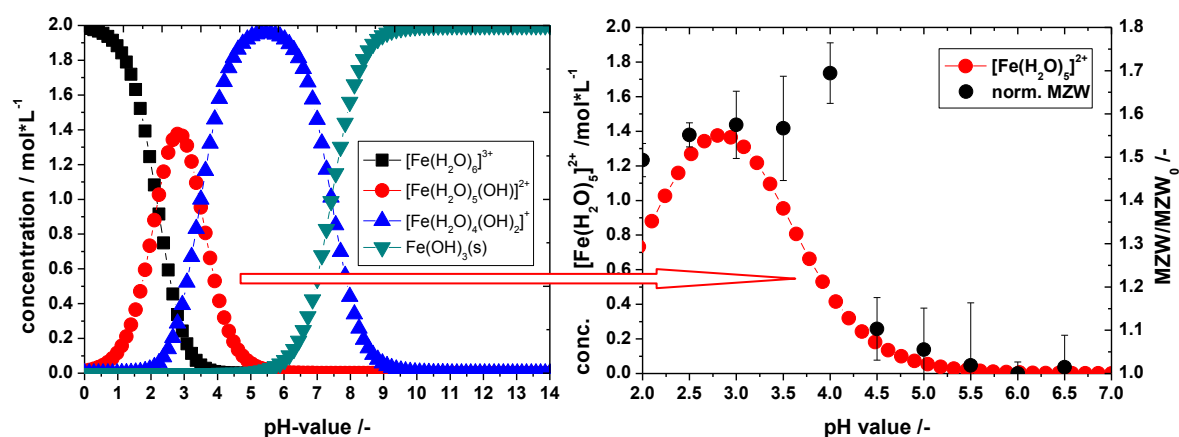 concentration / mol*L⁻¹
2.0
1.8
1.6
1.4
1.2
1.0
0.8
0.6
0.4
0.2
0.0
[Fe(H₂O)₆]³⁺
[Fe(H₂O)₅(OH)]²⁺
[Fe(H₂O)₄(OH)₂]⁺
Fe(OH)₃(s)
0 1 2 3 4 5 6 7 8 9 10 11 12 13 14
pH-value /-
conc. [Fe(H₂O)₅]²⁺ /mol*L⁻¹
2.0
1.8
1.6
1.4
1.2
1.0
0.8
0.6
0.4
0.2
0.0
[Fe(H₂O)₅]²⁺
norm. MZW
2.0 2.5 3.0 3.5 4.0 4.5 5.0 5.5 6.0 6.5 7.0
pH value /-
1.8
1.7
1.6
1.5
1.4
1.3
1.2
1.1
1.0
MZW/MZW₀ /-